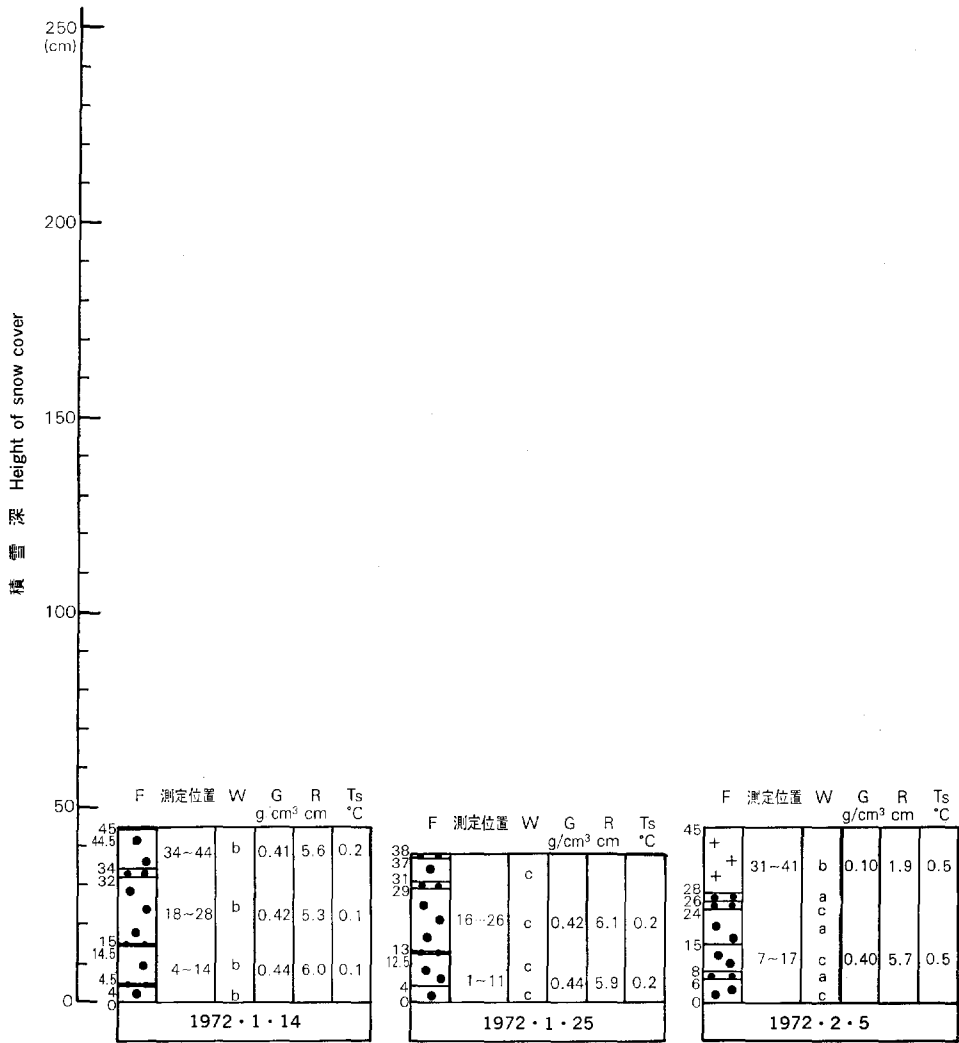 250
(cm)
200
150
100
50
0
積雪深 Height of snow cover
F 測定位置 W G R Ts
g/cm³ cm °C
45
44.5
34
32
15
14.5
4.5
4
0
34~44 b 0.41 5.6 0.2
18~28 b 0.42 5.3 0.1
4~14 b 0.44 6.0 0.1
b
1972・1・14
F 測定位置 W G R Ts
g/cm³ cm °C
38
37
31
29
13
12.5
4
0
c
16~26 c 0.42 6.1 0.2
c
1~11 0.44 5.9 0.2
c
1972・1・25
F 測定位置 W G R Ts
g/cm³ cm °C
45
28
26
24
15
8
6
0
31~41 b 0.10 1.9 0.5
a
c
a
7~17 c 0.40 5.7 0.5
a
c
1972・2・5